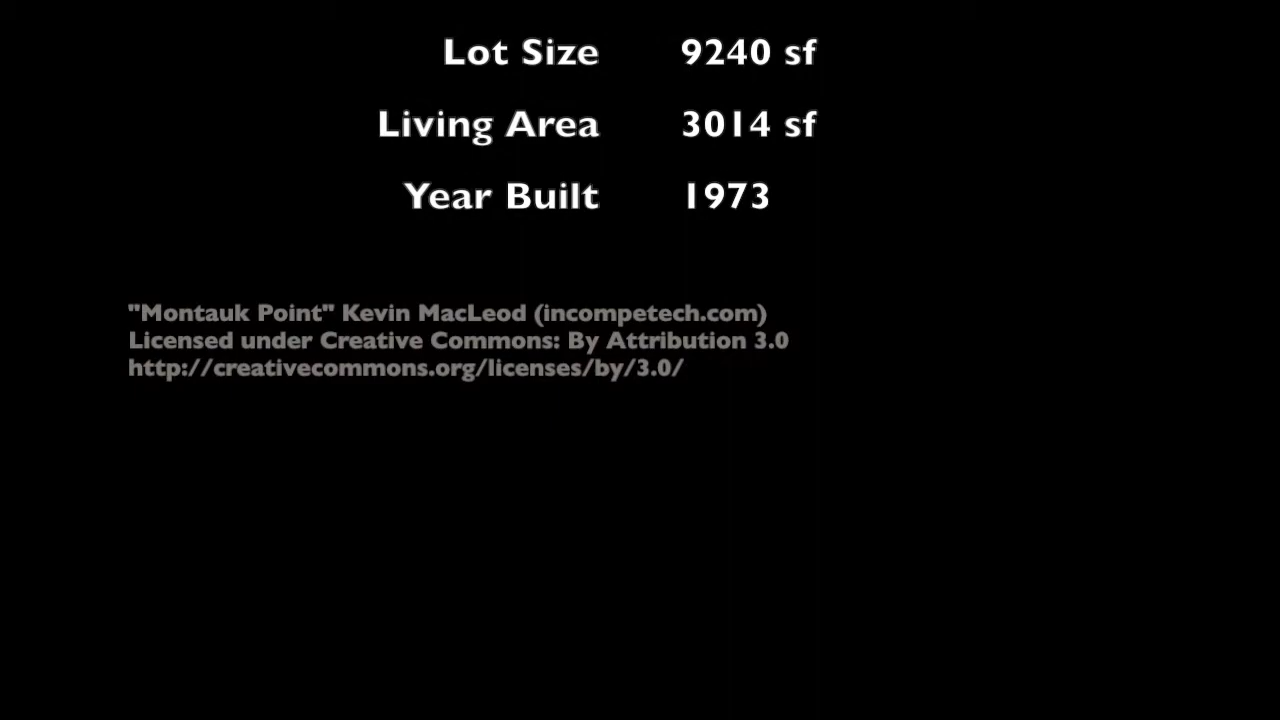 Lot Size 9240 sf
Living Area 3014 sf
Year Built 1973
"Montauk Point" Kevin MacLeod (incompetech.com)
Licensed under Creative Commons: By Attribution 3.0
http://creativecommons.org/licenses/by/3.0/